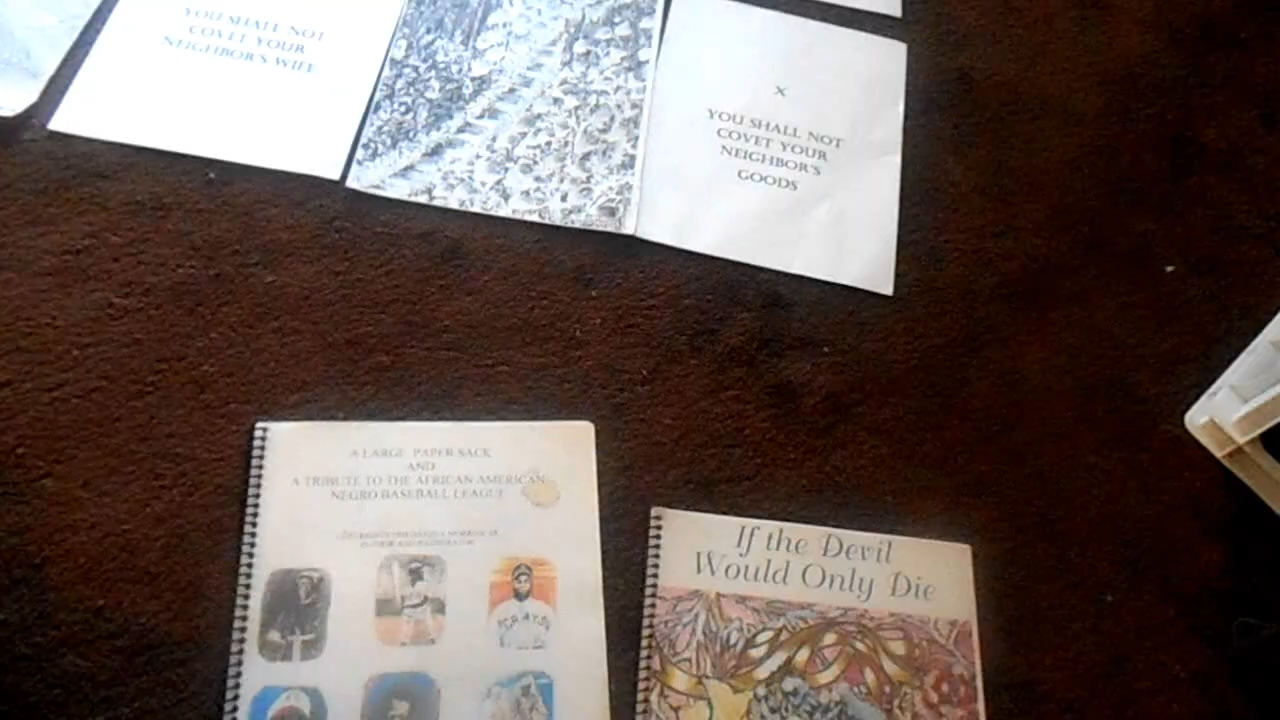 YOU SHALL NOT
COVET YOUR
NEIGHBOR'S WIFE
X
YOU SHALL NOT
COVET YOUR
NEIGHBOR'S
GOODS
A LARGE PAPER SACK
AND
A TRIBUTE TO THE AFRICAN AMERICAN
NEGRO BASEBALL LEAGUE
GRAYS
If the Devil
Would Only Die